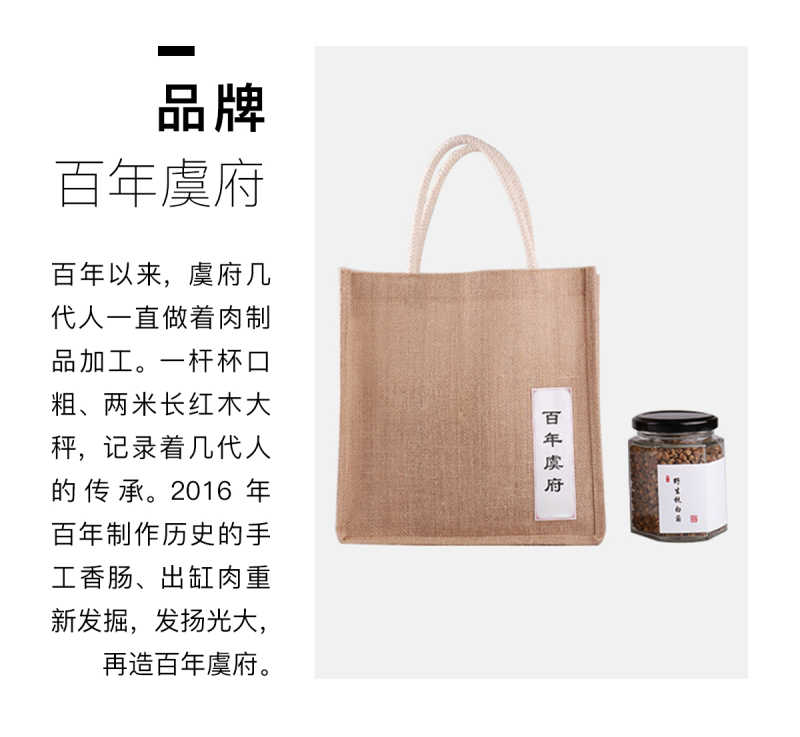 品牌
百年虞府
百年以来，虞府几
代人一直做着肉制
品加工。一杆杯口
粗、两米长红木大
秤，记录着几代人
的传承。2016 年
百年制作历史的手
工香肠、出缸肉重
新发掘，发扬光大，
再造百年虞府。
百年虞府